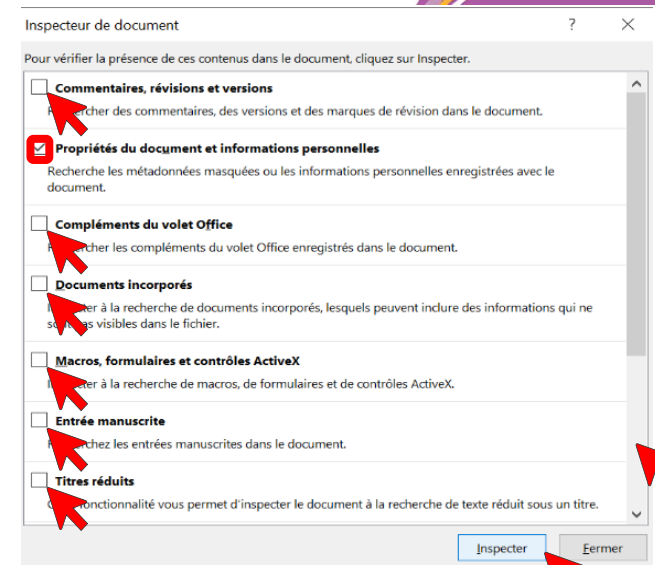 Inspecteur de document ?
Pour vérifier la présence de ces contenus dans le document, cliquez sur Inspecter.
Commentaires, révisions et versions
des commentaires, des versions et des marques de révision dans le document.
Propriétés du document et informations personnelles
Recherche les métadonnées masquées ou les informations personnelles enregistrées avec le
document.
Compléments du volet Office
les compléments du volet Office enregistrés dans le document.
Documents incorporés
à la recherche de documents incorporés, lesquels peuvent inclure des informations qui ne
visibles dans le fichier.
Macros, formulaires et contrôles ActiveX
à la recherche de macros, de formulaires et de contrôles ActiveX.
Entrée manuscrite
les entrées manuscrites dans le document.
Titres réduits
vous permet d'inspecter le document à la recherche de texte réduit sous un titre.
Inspecter Fermer